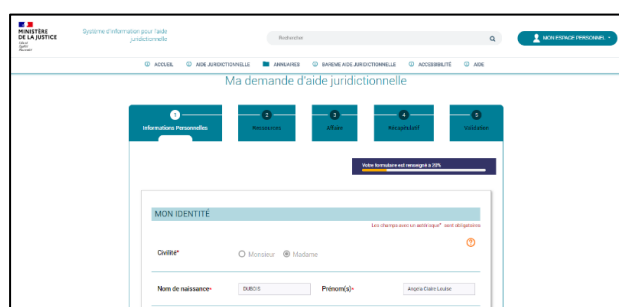 MINISTÈRE
DE LA JUSTICE
Liberté
Égalité
Fraternité
Système d'information pour l'aide
juridictionnelle
Rechercher
MON ESPACE PERSONNEL
ACCUEIL AIDE JURIDICTIONNELLE ANNUAIRES BAREME AIDE JURIDICTIONNELLE ACCESSIBILITÉ AIDE
Ma demande d'aide juridictionnelle
1 2 3 4 5
Informations Personnelles Ressources Affaire Récapitulatif Validation
Votre formulaire est renseigné à 20%
MON IDENTITÉ
Les champs avec un astérisque* sont obligatoires
Civilité* Monsieur Madame
Nom de naissance* DUBOIS Prénom(s)* Angela Claire Louise